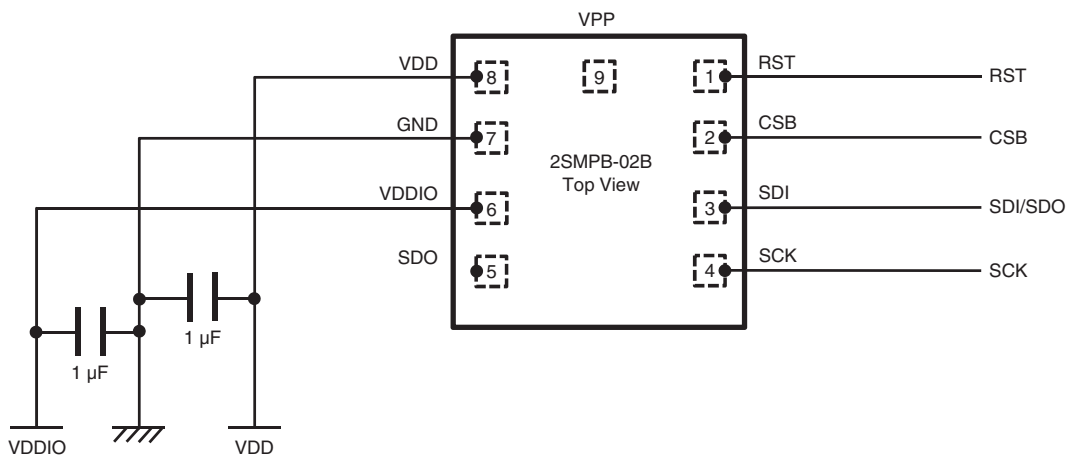 VPP
VDD
8
9
1
RST
RST
GND
7
2
CSB
CSB
2SMPB-02B
Top View
VDDIO
6
3
SDI
SDI/SDO
SDO
5
4
SCK
SCK
1 μF
1 μF
VDDIO
VDD